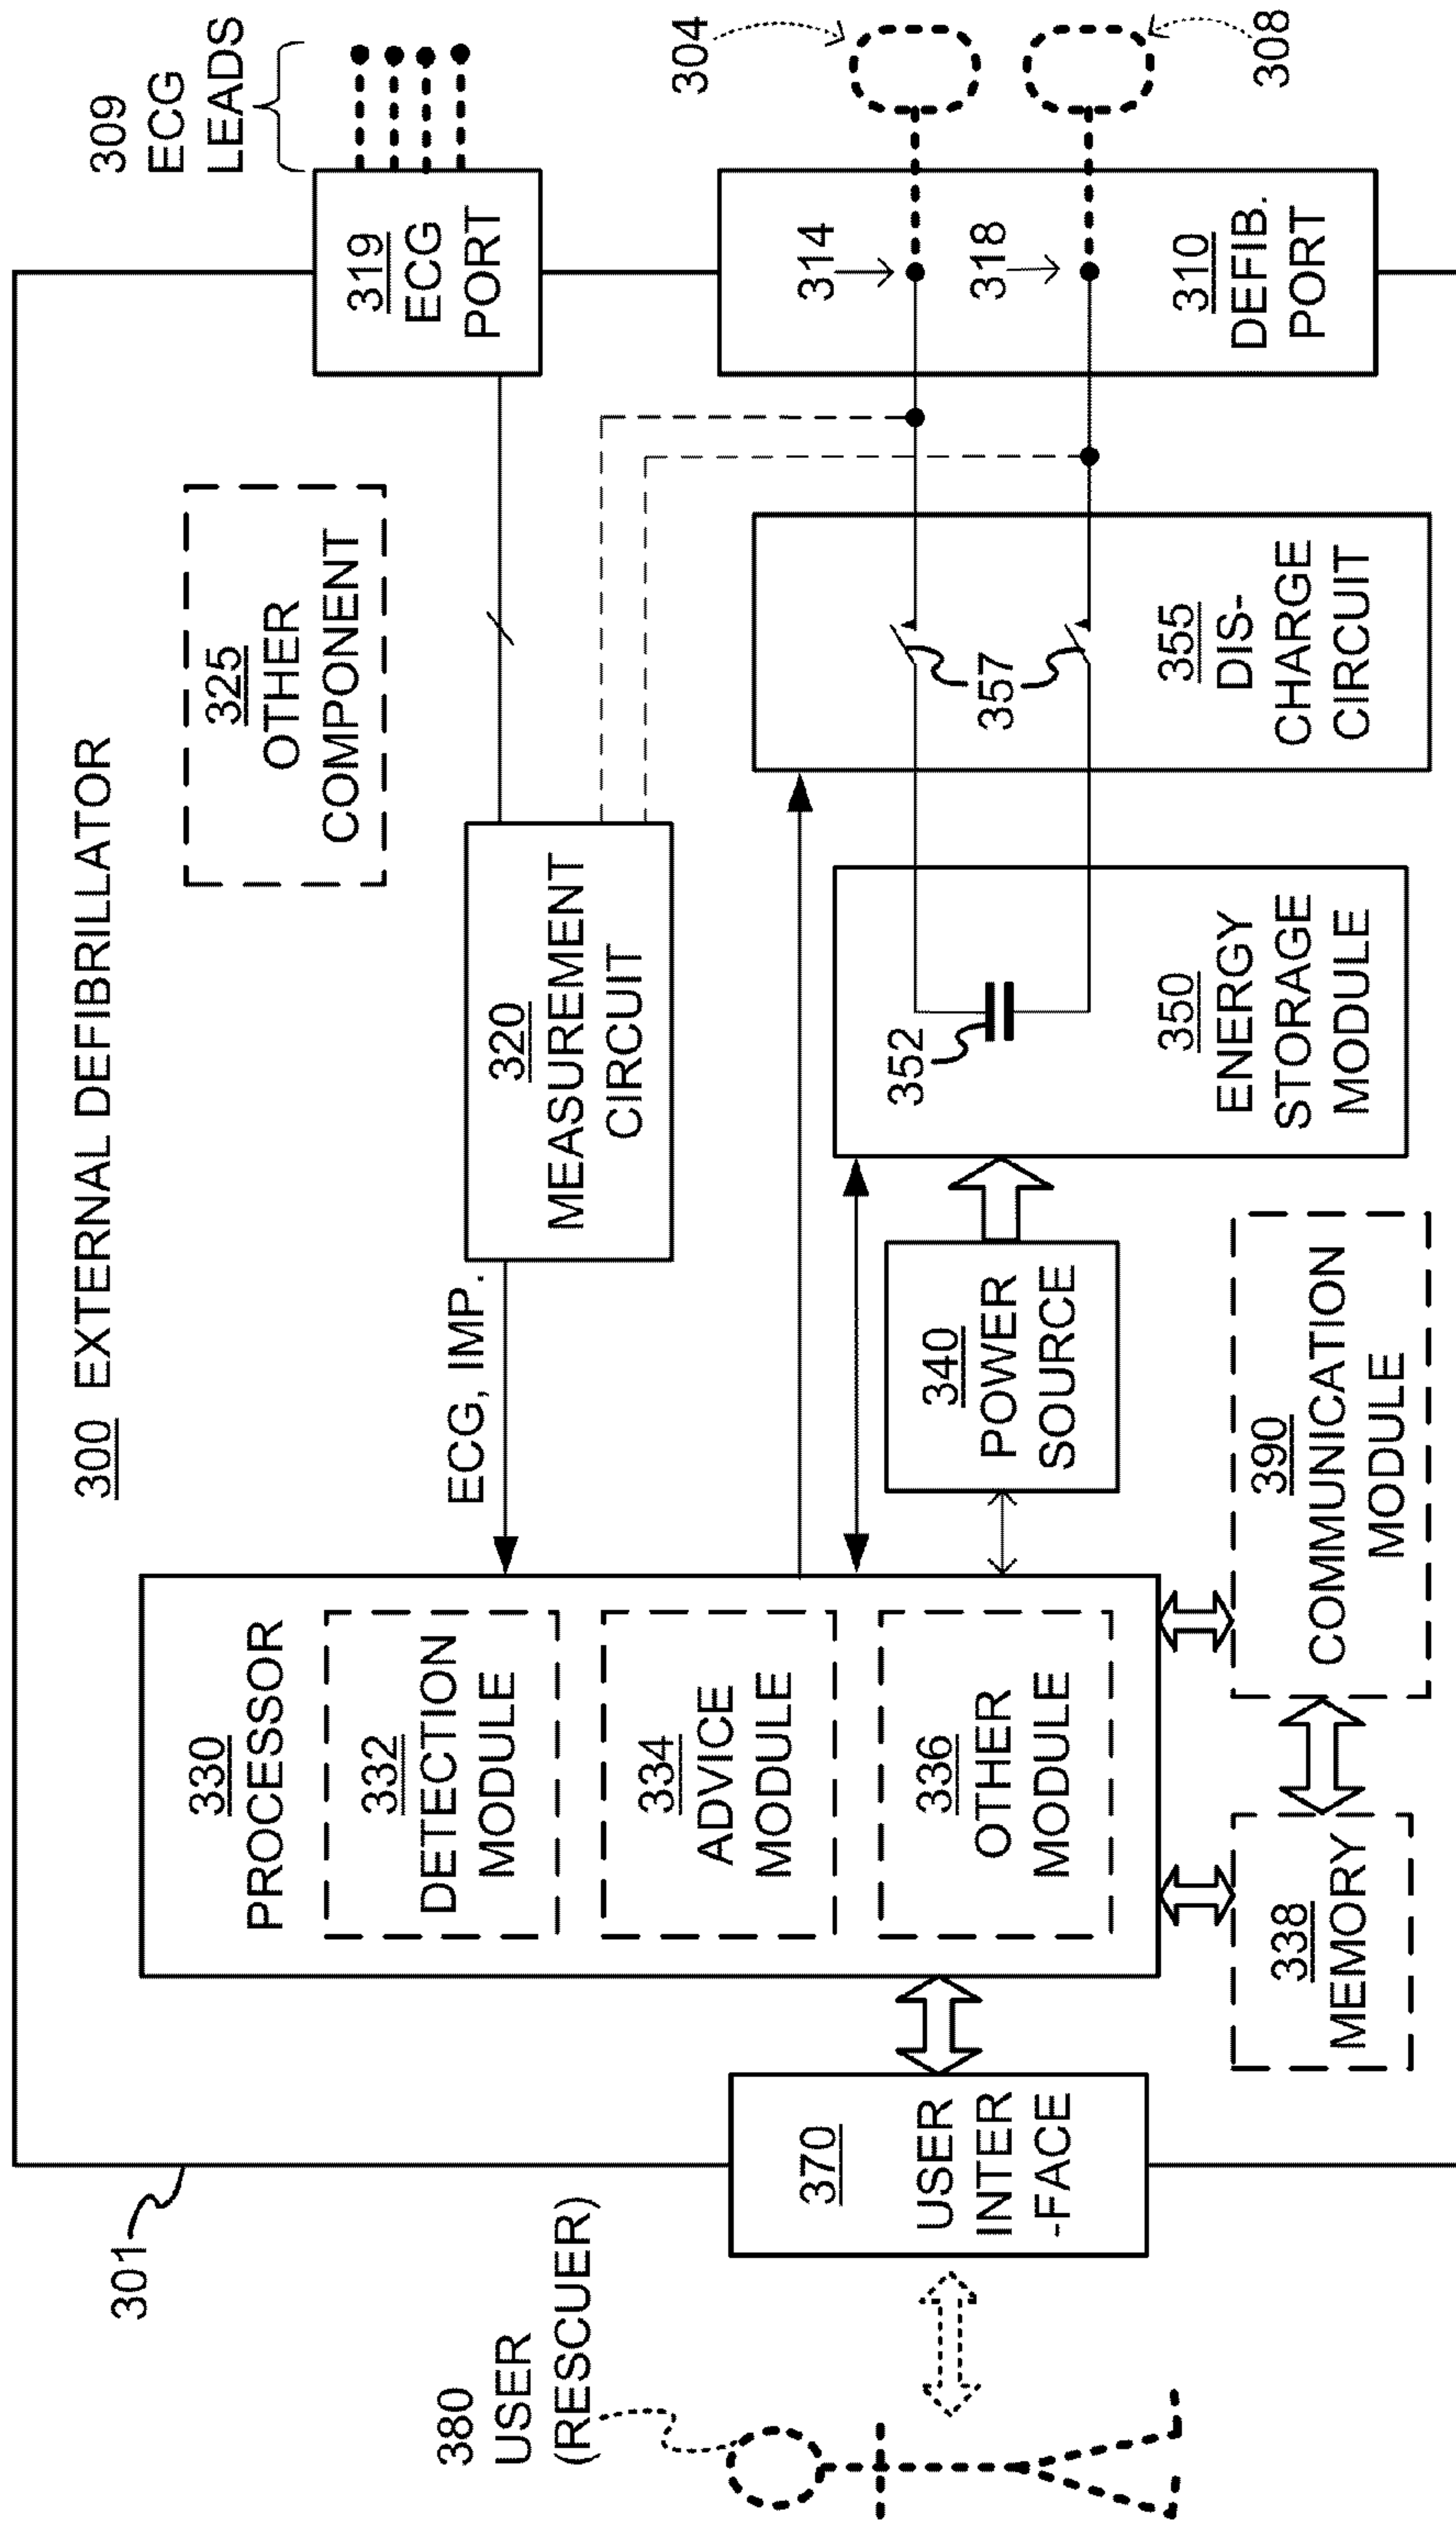 300 EXTERNAL DEFIBRILLATOR
301
380
USER
(RESCUER)
370
USER
INTER
-FACE
330
PROCESSOR
332
DETECTION
MODULE
334
ADVICE
MODULE
336
OTHER
MODULE
338
MEMORY
390
COMMUNICATION
MODULE
ECG, IMP.
320
MEASUREMENT
CIRCUIT
325
OTHER
COMPONENT
340
POWER
SOURCE
352
350
ENERGY
STORAGE
MODULE
357
355
DIS-
CHARGE
CIRCUIT
319
ECG
PORT
309
ECG
LEADS
314
318
310
DEFIB.
PORT
304
308